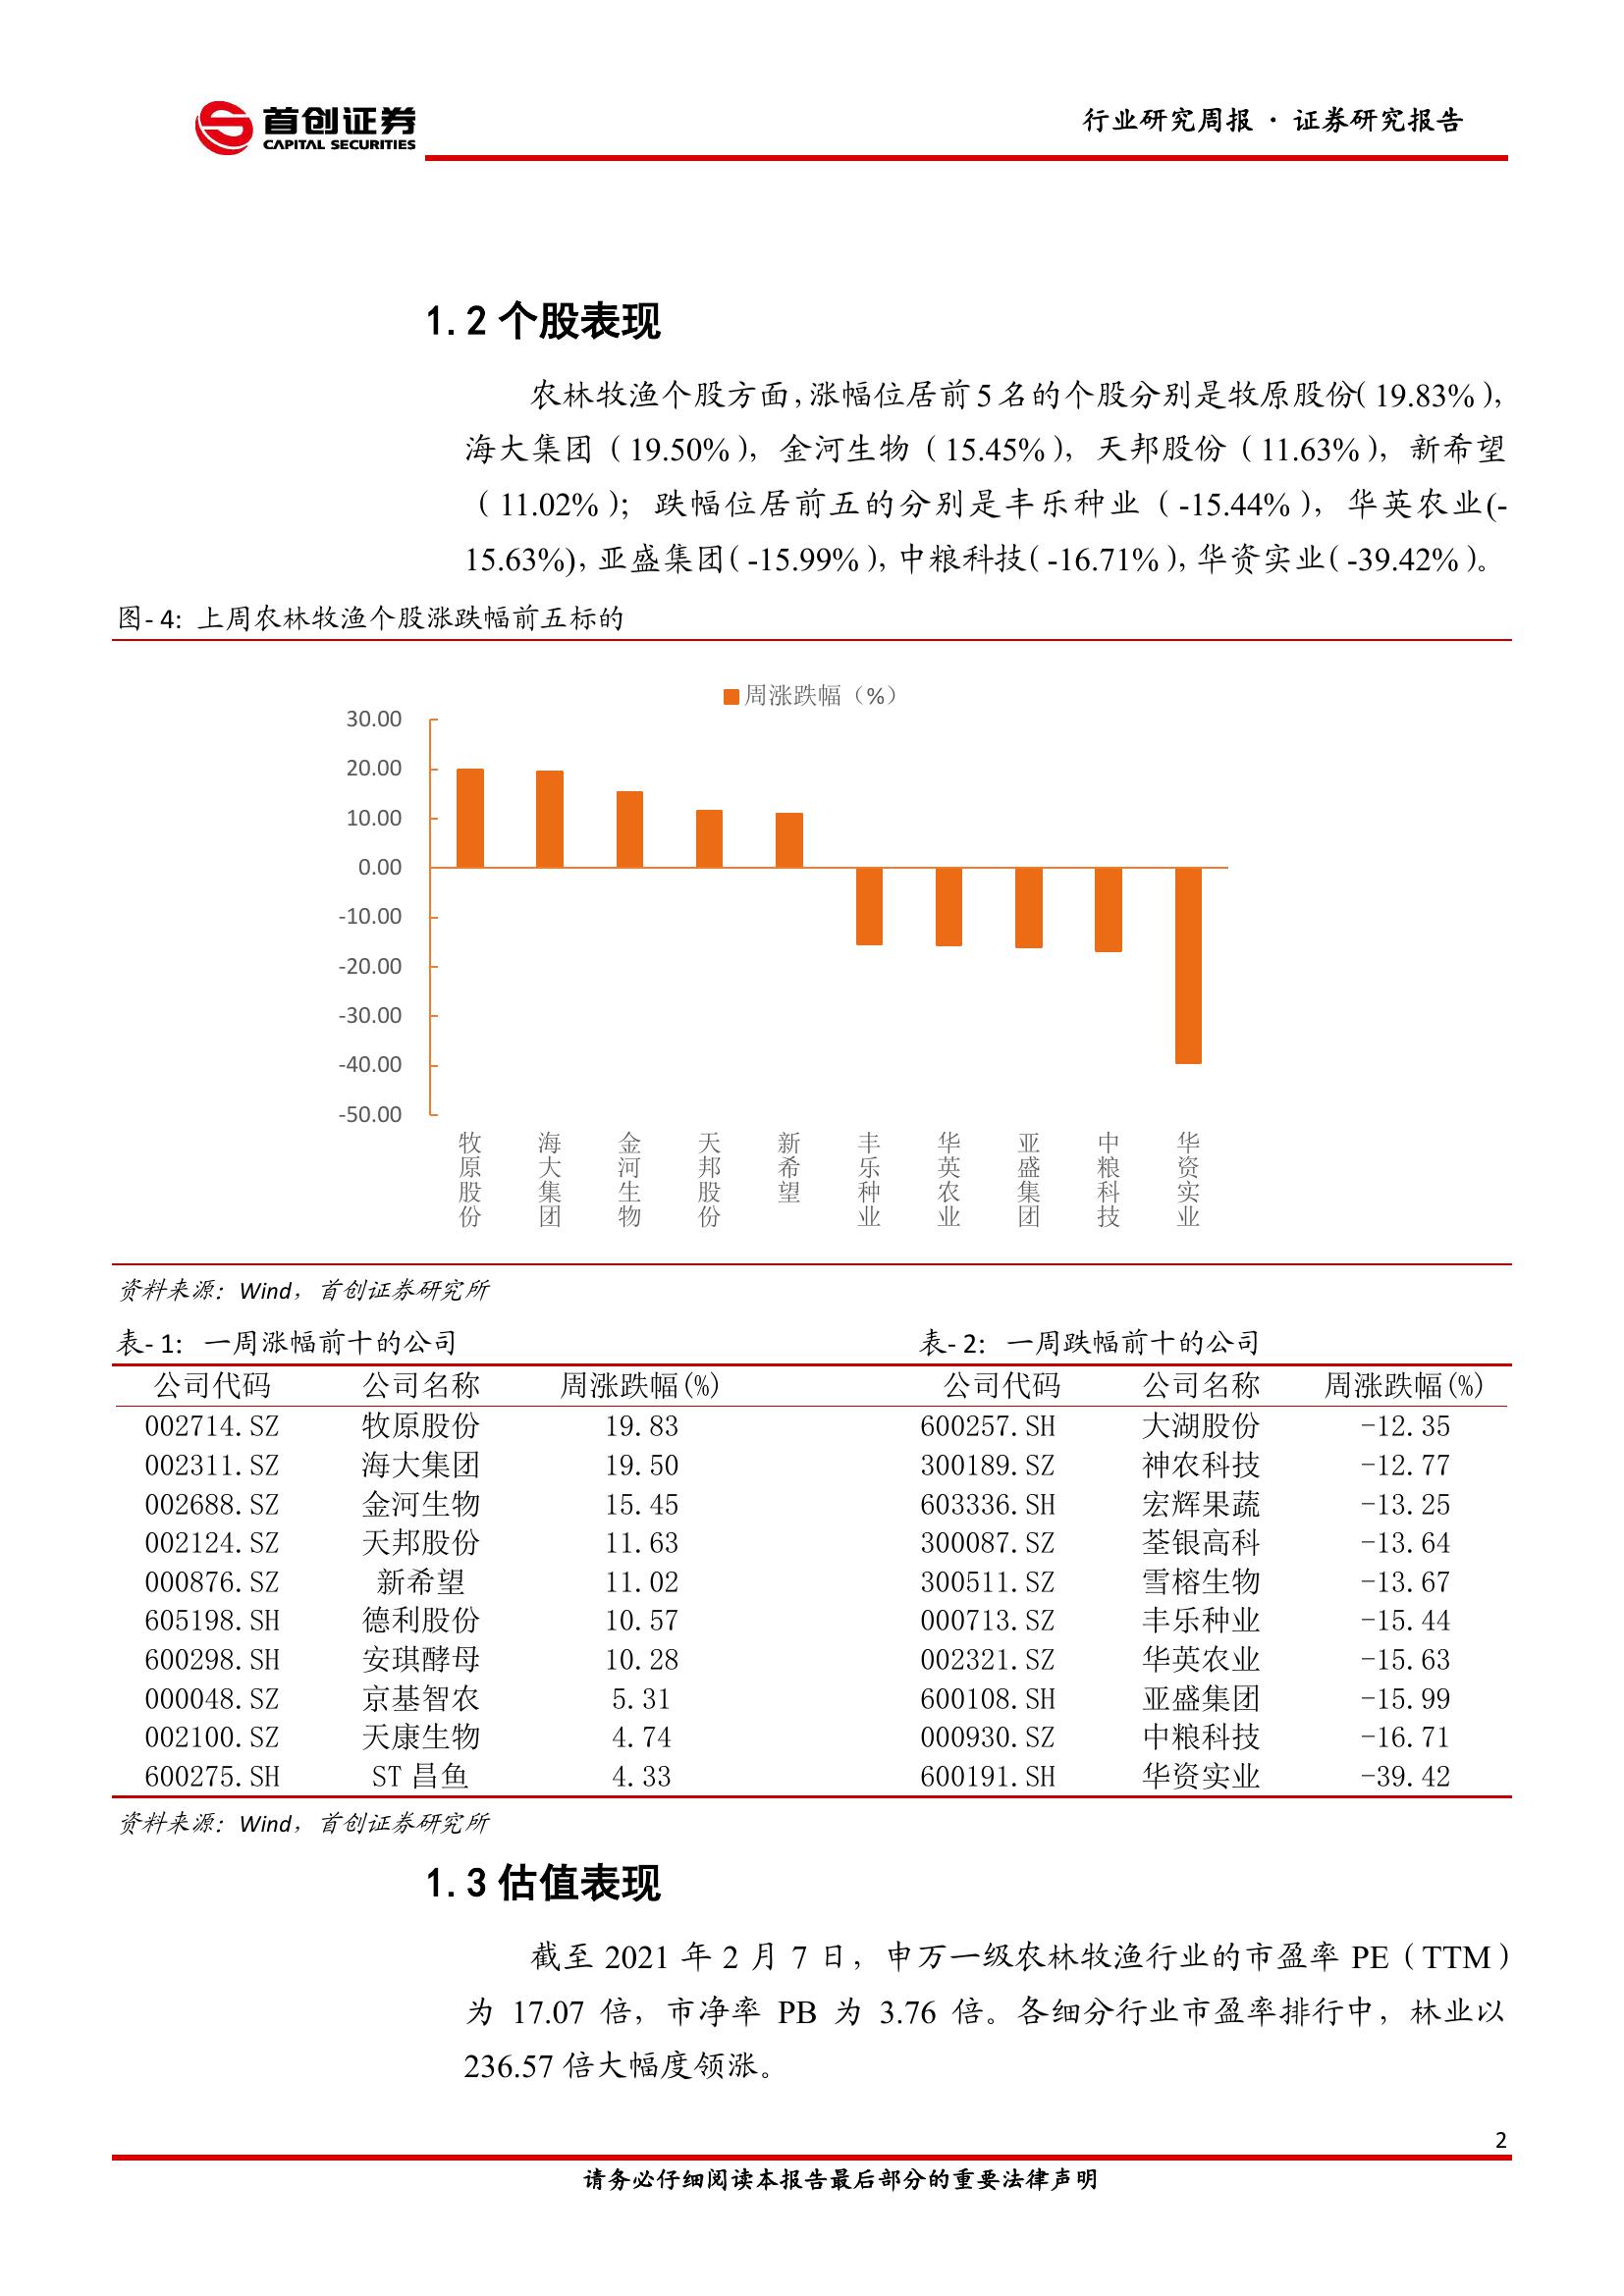 首创证券
CAPITAL SECURITIES
行业研究周报 · 证券研究报告
1.2 个股表现
农林牧渔个股方面，涨幅位居前 5 名的个股分别是牧原股份（19.83%），
海大集团（19.50%），金河生物（15.45%），天邦股份（11.63%），新希望
（11.02%）；跌幅位居前五的分别是丰乐种业（-15.44%），华英农业(-
15.63%)，亚盛集团（-15.99%），中粮科技（-16.71%），华资实业（-39.42%）。
图- 4：上周农林牧渔个股涨跌幅前五标的
周涨跌幅（%）
30.00
20.00
10.00
0.00
-10.00
-20.00
-30.00
-40.00
-50.00
牧原股份
海大集团
金河生物
天邦股份
新希望
丰乐种业
华英农业
亚盛集团
中粮科技
华资实业
资料来源：Wind，首创证券研究所
表- 1：一周涨幅前十的公司 表- 2：一周跌幅前十的公司
公司代码 公司名称 周涨跌幅(%) 公司代码 公司名称 周涨跌幅(%)
002714.SZ 牧原股份 19.83 600257.SH 大湖股份 -12.35
002311.SZ 海大集团 19.50 300189.SZ 神农科技 -12.77
002688.SZ 金河生物 15.45 603336.SH 宏辉果蔬 -13.25
002124.SZ 天邦股份 11.63 300087.SZ 荃银高科 -13.64
000876.SZ 新希望 11.02 300511.SZ 雪榕生物 -13.67
605198.SH 德利股份 10.57 000713.SZ 丰乐种业 -15.44
600298.SH 安琪酵母 10.28 002321.SZ 华英农业 -15.63
000048.SZ 京基智农 5.31 600108.SH 亚盛集团 -15.99
002100.SZ 天康生物 4.74 000930.SZ 中粮科技 -16.71
600275.SH ST 昌鱼 4.33 600191.SH 华资实业 -39.42
资料来源：Wind，首创证券研究所
1.3 估值表现
截至 2021 年 2 月 7 日，申万一级农林牧渔行业的市盈率 PE（TTM）
为 17.07 倍，市净率 PB 为 3.76 倍。各细分行业市盈率排行中，林业以
236.57 倍大幅度领涨。
2
请务必仔细阅读本报告最后部分的重要法律声明